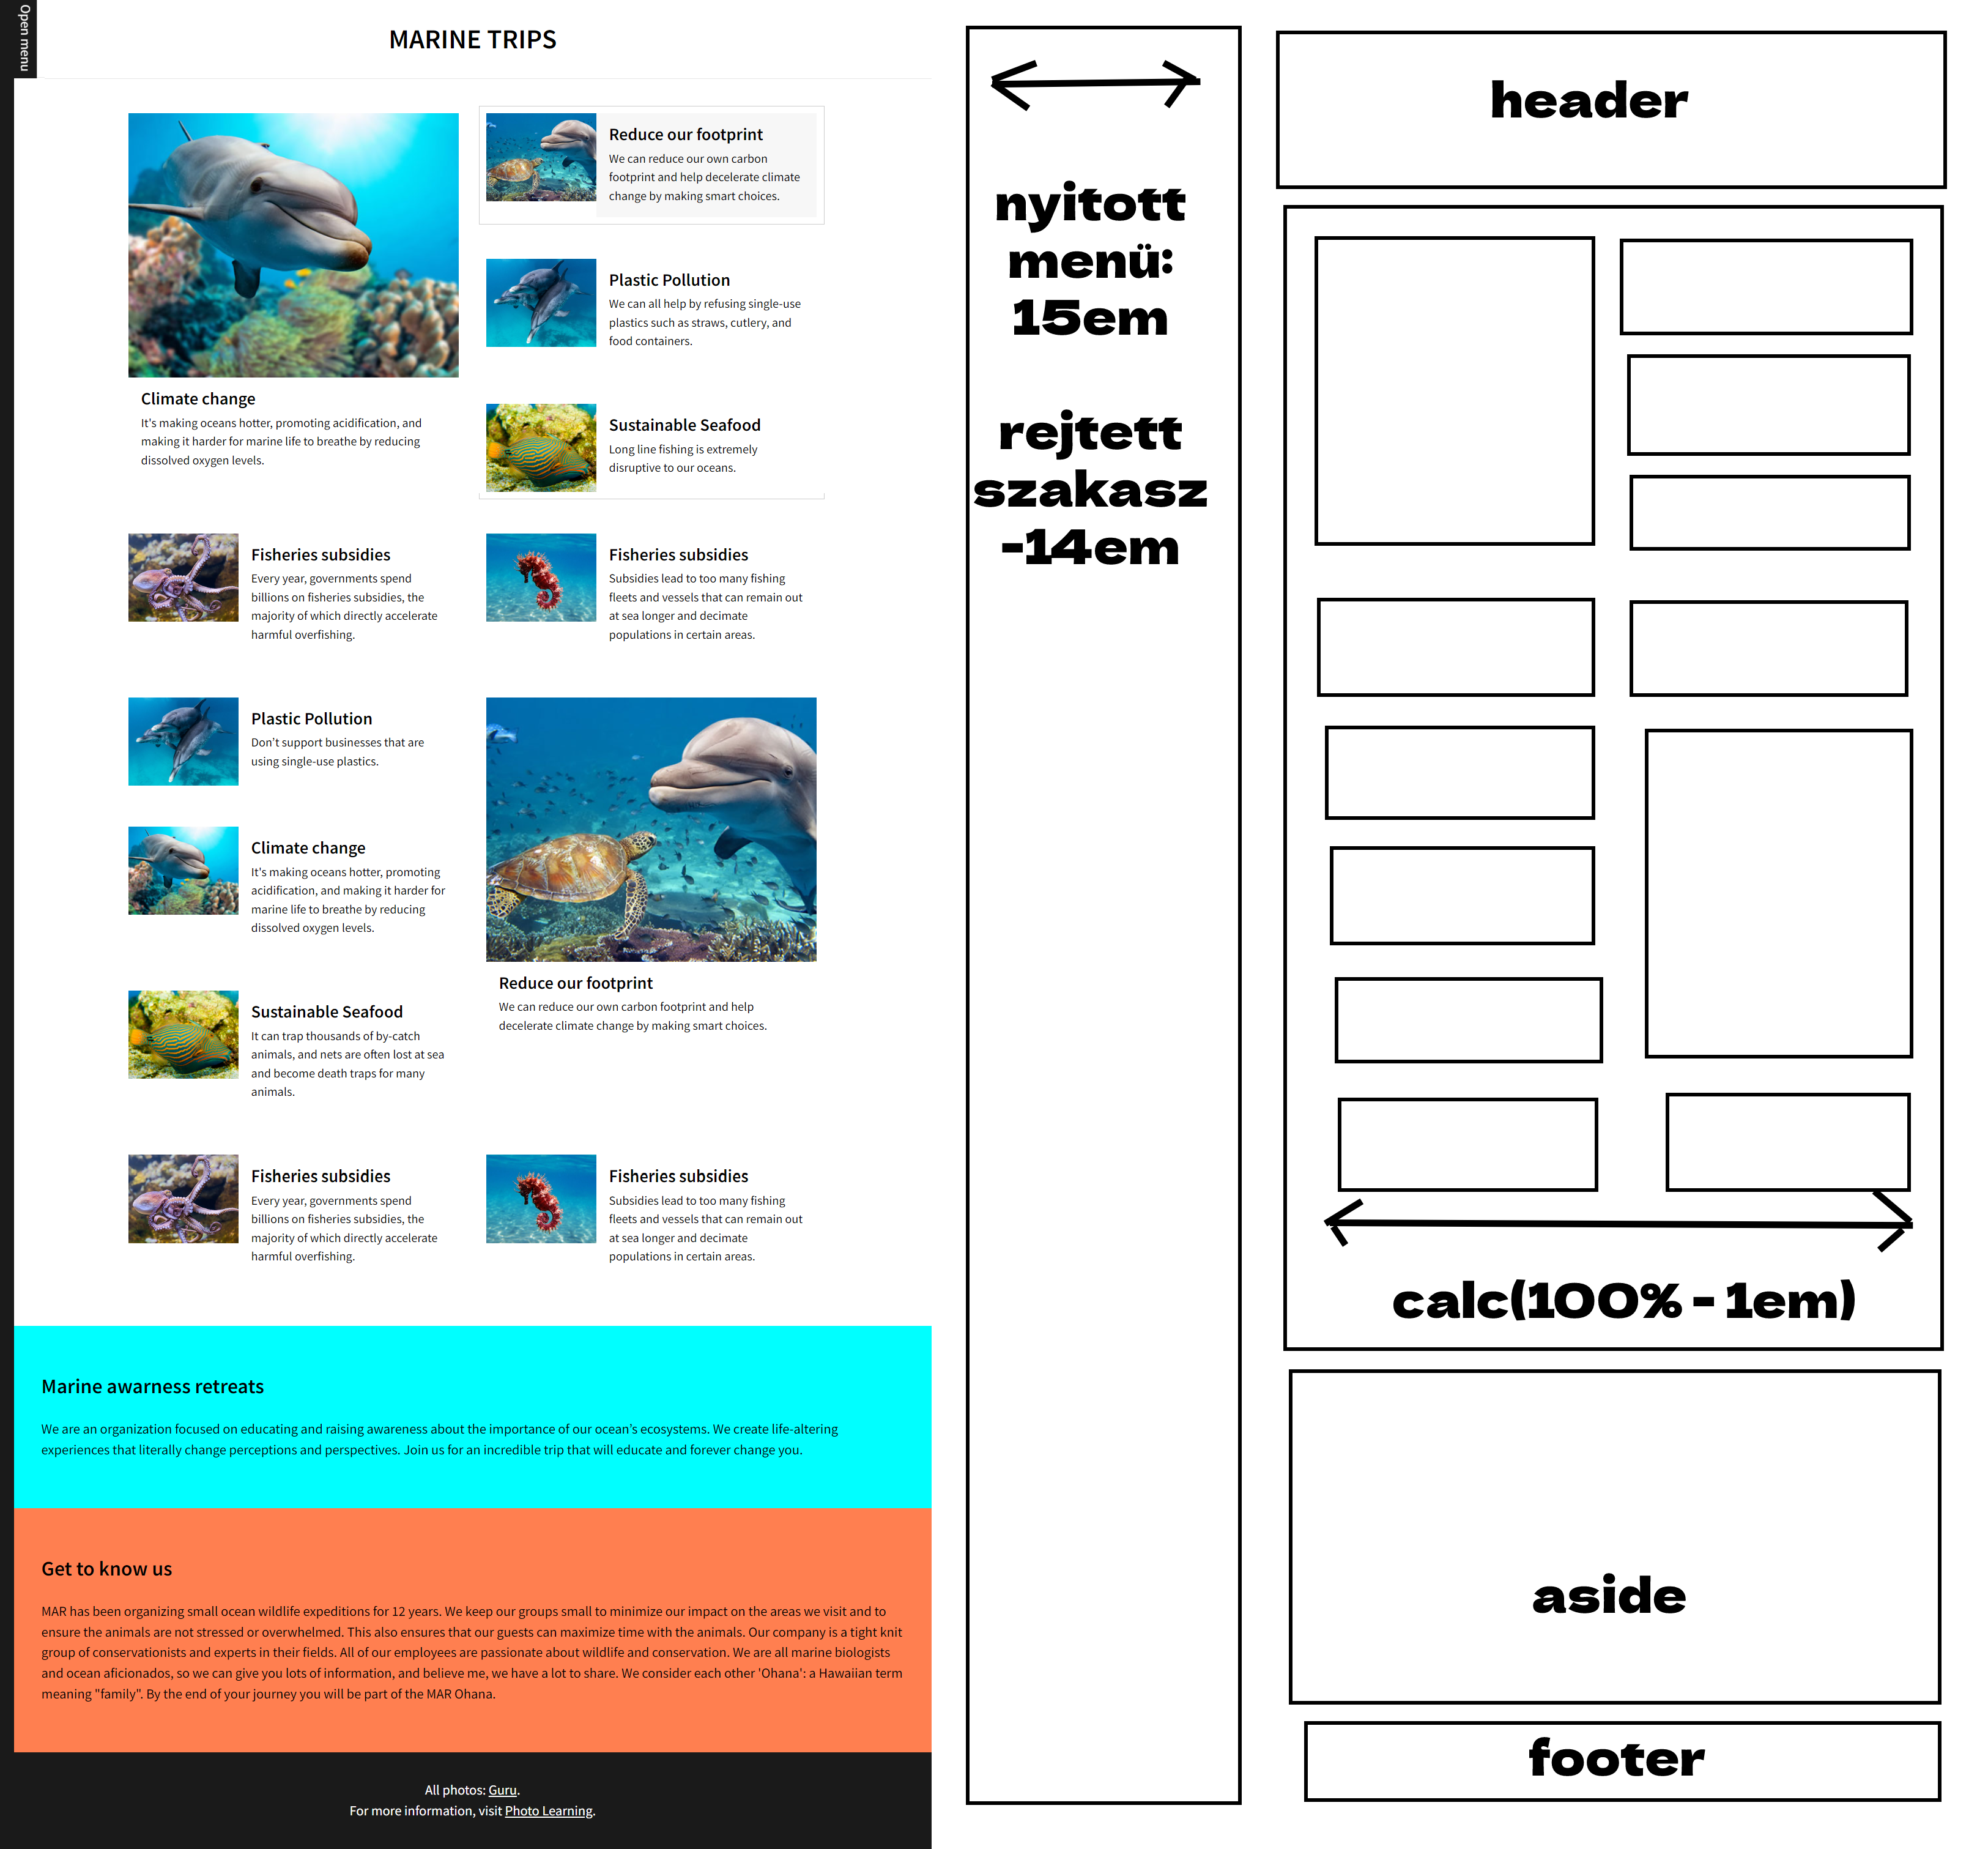 Open menu
MARINE TRIPS
Climate change
It's making oceans hotter, promoting acidification, and
making it harder for marine life to breathe by reducing
dissolved oxygen levels.
Reduce our footprint
We can reduce our own carbon
footprint and help decelerate climate
change by making smart choices.
Plastic Pollution
We can all help by refusing single-use
plastics such as straws, cutlery, and
food containers.
Sustainable Seafood
Long line fishing is extremely
disruptive to our oceans.
Fisheries subsidies
Every year, governments spend
billions on fisheries subsidies, the
majority of which directly accelerate
harmful overfishing.
Fisheries subsidies
Subsidies lead to too many fishing
fleets and vessels that can remain out
at sea longer and decimate
populations in certain areas.
Plastic Pollution
Don't support businesses that are
using single-use plastics.
Climate change
It's making oceans hotter, promoting
acidification, and making it harder for
marine life to breathe by reducing
dissolved oxygen levels.
Sustainable Seafood
It can trap thousands of by-catch
animals, and nets are often lost at sea
and become death traps for many
animals.
Reduce our footprint
We can reduce our own carbon footprint and help
decelerate climate change by making smart choices.
Fisheries subsidies
Every year, governments spend
billions on fisheries subsidies, the
majority of which directly accelerate
harmful overfishing.
Fisheries subsidies
Subsidies lead to too many fishing
fleets and vessels that can remain out
at sea longer and decimate
populations in certain areas.
Marine awarness retreats
We are an organization focused on educating and raising awareness about the importance of our ocean's ecosystems. We create life-altering
experiences that literally change perceptions and perspectives. Join us for an incredible trip that will educate and forever change you.
Get to know us
MAR has been organizing small ocean wildlife expeditions for 12 years. We keep our groups small to minimize our impact on the areas we visit and to
ensure the animals are not stressed or overwhelmed. This also ensures that our guests can maximize time with the animals. Our company is a tight knit
group of conservationists and experts in their fields. All of our employees are passionate about wildlife and conservation. We are all marine biologists
and ocean aficionados, so we can give you lots of information, and believe me, we have a lot to share. We consider each other 'Ohana': a Hawaiian term
meaning "family". By the end of your journey you will be part of the MAR Ohana.
All photos: Guru.
For more information, visit Photo Learning.
nyitott
menü:
15em
rejtett
szakasz
-14em
header
calc(100% - 1em)
aside
footer